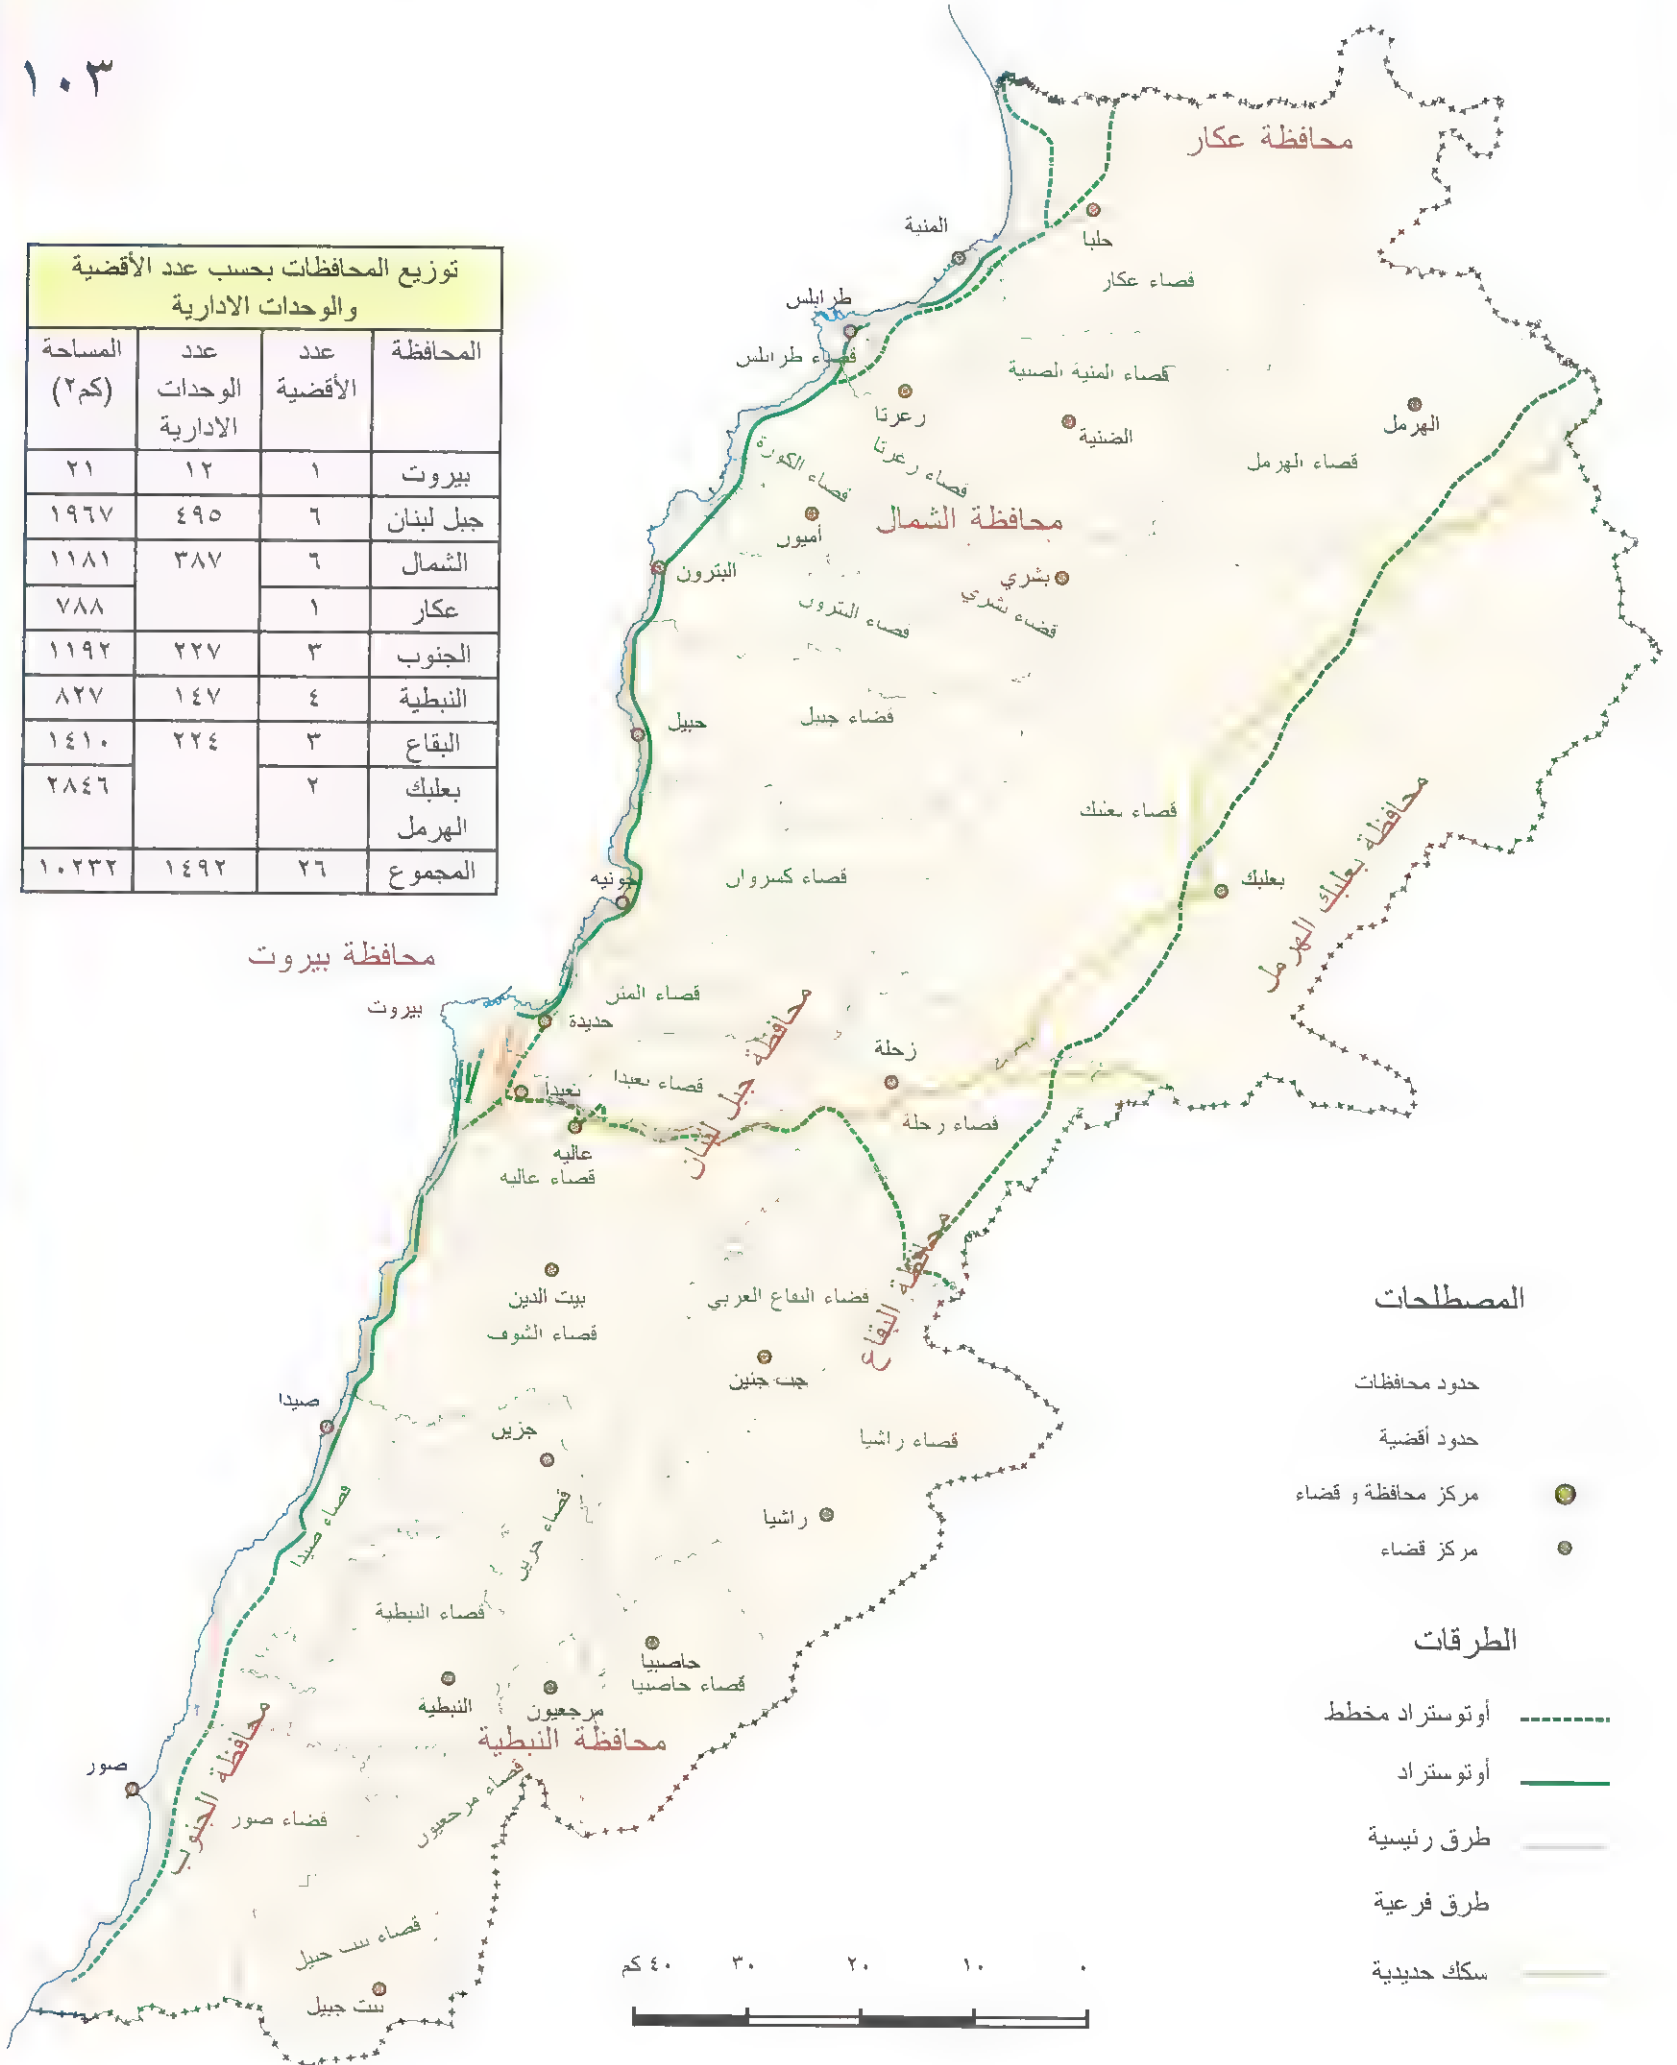 ١٠٣
توزيع المحافظات بحسب عدد الأقضية
والوحدات الادارية
المحافظة | عدد الأقضية | عدد الوحدات الادارية | المساحة (كم٢)
بيروت | ١ | ١٢ | ٢١
جبل لبنان | ٦ | ٤٩٥ | ١٩٦٧
الشمال | ٦ | ٣٨٧ | ١١٨١
عكار | ١ | ٧٨٨
الجنوب | ٣ | ٢٢٧ | ١١٩٢
النبطية | ٤ | ١٤٧ | ٨٢٧
البقاع | ٣ | ٢٢٤ | ١٤١٠
بعلبك الهرمل | ٢ | ٢٨٤٦
المجموع | ٢٦ | ١٤٩٢ | ١٠٢٣٢
محافظة عكار
حلبا
المنية
قضاء عكار
طرابلس
قضاء طرابلس
قضاء المنية الضنية
زغرتا
الضنية
الهرمل
قضاء الهرمل
قضاء زغرتا
قضاء الكورة
محافظة الشمال
أميون
البترون
بشري
قضاء بشري
قضاء البترون
جبيل
قضاء جبيل
قضاء بعلبك
محافظة بعلبك الهرمل
بعلبك
قضاء كسروان
جونيه
محافظة بيروت
بيروت
قضاء المتن
جديدة
محافظة جبل لبنان
زحلة
بعبدا
قضاء بعبدا
قضاء زحلة
عاليه
قضاء عاليه
محافظة البقاع
بيت الدين
قضاء الشوف
قضاء البقاع الغربي
جب جنين
صيدا
جزين
قضاء راشيا
قضاء صيدا
قضاء جزين
راشيا
قضاء النبطية
حاصبيا
قضاء حاصبيا
النبطية
مرجعيون
محافظة النبطية
محافظة الجنوب
صور
قضاء صور
قضاء مرجعيون
قضاء بنت جبيل
بنت جبيل
المصطلحات
حدود محافظات
حدود أقضية
مركز محافظة و قضاء
مركز قضاء
الطرقات
أوتوستراد مخطط
أوتوستراد
طرق رئيسية
طرق فرعية
سكك حديدية
٤٠ كم ٣٠ ٢٠ ١٠ ٠